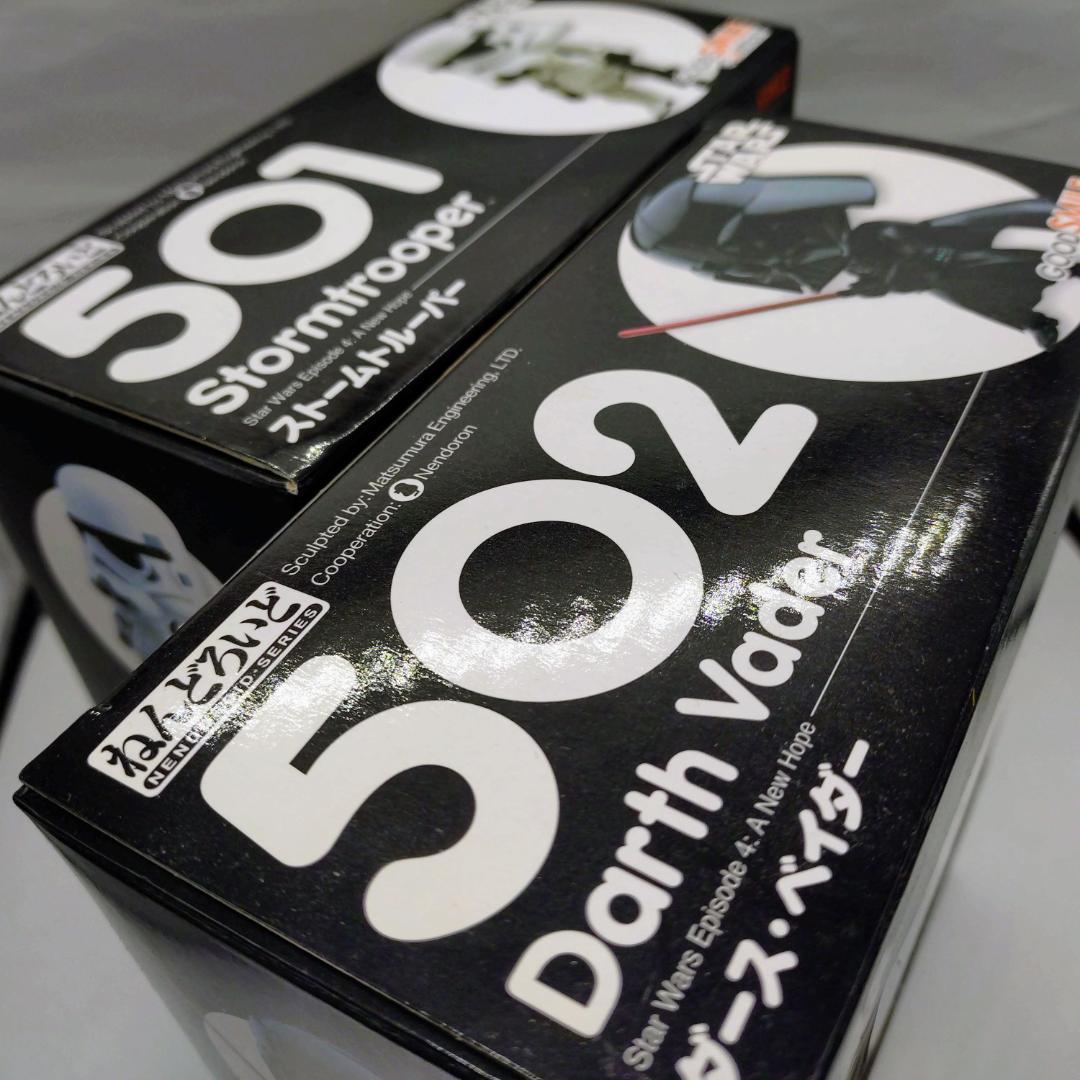 501
Stormtrooper
Star Wars Episode 4: A New Hope
ストームトルーパー
STAR
WARS
GOOD SMILE
Sculpted by: Matsumura Engineering, LTD.
Cooperation: Nendoron
ねんどろいど
502
Darth Vader
Star Wars Episode 4: A New Hope
ダース・ベイダー